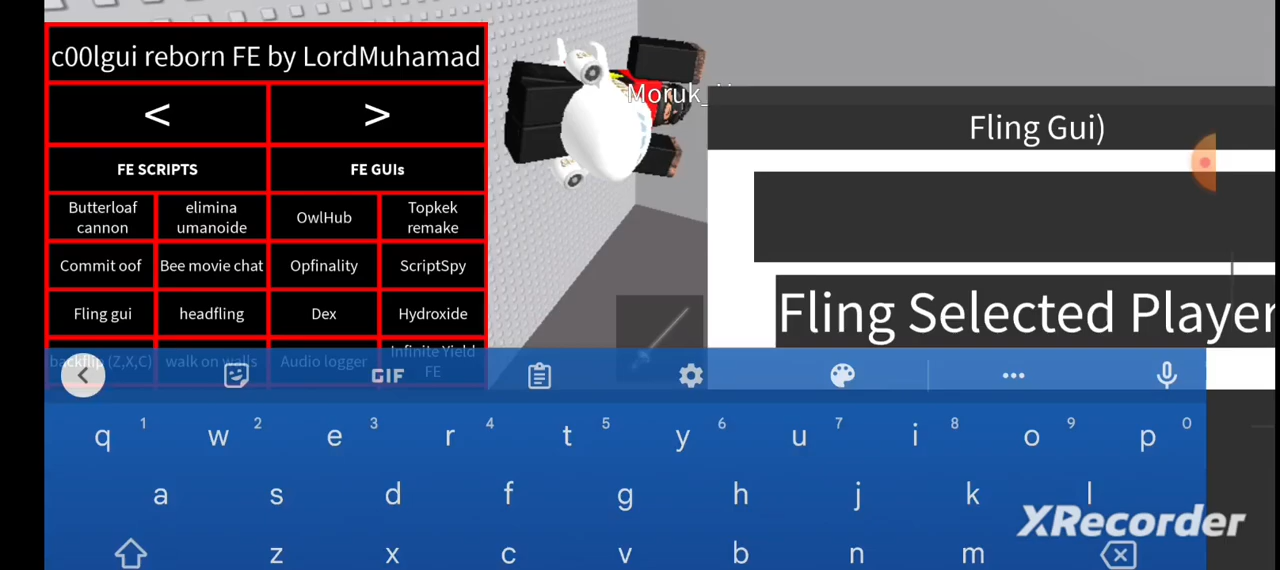 c00lgui reborn FE by LordMuhamad
< >
FE SCRIPTS FE GUIs
Butterloaf cannon
elimina umanoide
OwlHub
Topkek remake
Commit oof
Bee movie chat
Opfinality
ScriptSpy
Fling gui
headfling
Dex
Hydroxide
backflip (Z,X,C)
walk on walls
Audio logger
Infinite Yield FE
Fling Gui)
Fling Selected Player
GIF
q 1 w 2 e 3 r 4 t 5 y 6 u 7 i 8 o 9 p 0
a s d f g h j k l
z x c v b n m
XRecorder